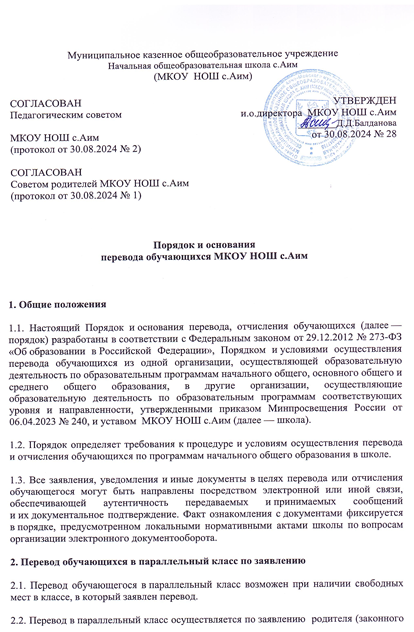 Муниципальное казенное общеобразовательное учреждение
Начальная общеобразовательная школа с.Аим
(МКОУ НОШ с.Аим)
СОГЛАСОВАН
Педагогическим советом
МКОУ НОШ с.Аим
(протокол от 30.08.2024 № 2)
УТВЕРЖДЕН
и.о.директора МКОУ НОШ с.Аим
Д.Д.Балданова
от 30.08.2024 № 28
СОГЛАСОВАН
Советом родителей МКОУ НОШ с.Аим
(протокол от 30.08.2024 № 1)
Порядок и основания
перевода обучающихся МКОУ НОШ с.Аим
1. Общие положения
1.1. Настоящий Порядок и основания перевода, отчисления обучающихся (далее —
порядок) разработаны в соответствии с Федеральным законом от 29.12.2012 № 273-ФЗ
«Об образовании в Российской Федерации», Порядком и условиями осуществления
перевода обучающихся из одной организации, осуществляющей образовательную
деятельность по образовательным программам начального общего, основного общего и
среднего общего образования, в другие организации, осуществляющие
образовательную деятельность по образовательным программам соответствующих
уровня и направленности, утвержденными приказом Минпросвещения России от
06.04.2023 № 240, и уставом МКОУ НОШ с.Аим (далее — школа).
1.2. Порядок определяет требования к процедуре и условиям осуществления перевода
и отчисления обучающихся по программам начального общего образования в школе.
1.3. Все заявления, уведомления и иные документы в целях перевода или отчисления
обучающегося могут быть направлены посредством электронной или иной связи,
обеспечивающей аутентичность передаваемых и принимаемых сообщений
и их документальное подтверждение. Факт ознакомления с документами фиксируется
в порядке, предусмотренном локальными нормативными актами школы по вопросам
организации электронного документооборота.
2. Перевод обучающихся в параллельный класс по заявлению
2.1. Перевод обучающегося в параллельный класс возможен при наличии свободных
мест в классе, в который заявлен перевод.
2.2. Перевод в параллельный класс осуществляется по заявлению родителя (законного